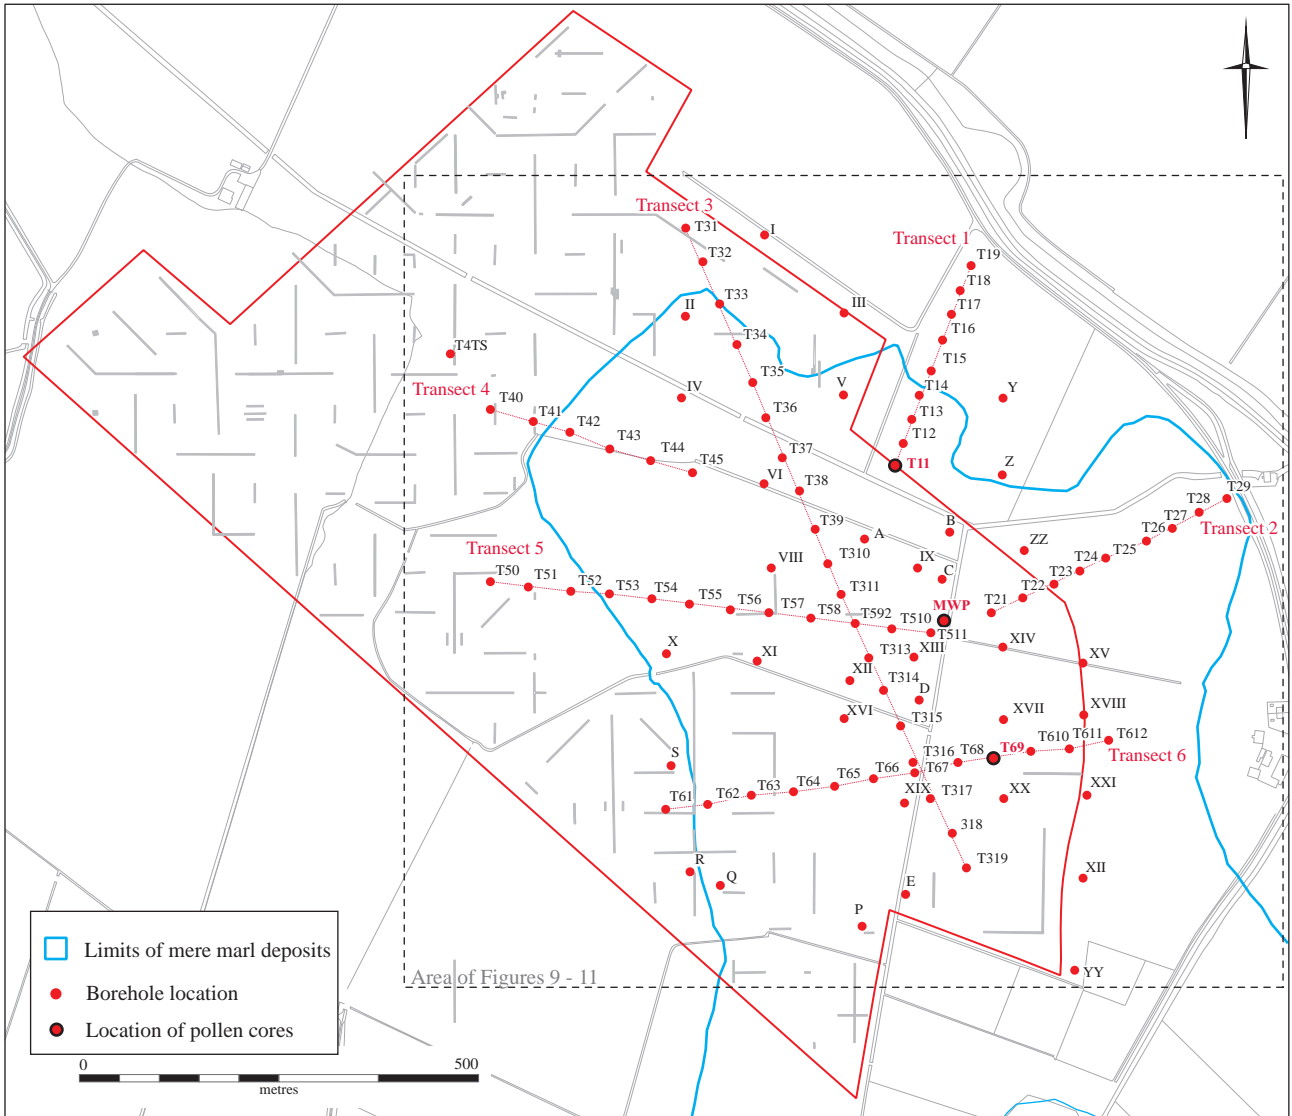 Transect 3
T31
I
Transect 1
T32
T19
T18
T33
II
III
T17
T16
T34
T4TS
T15
Transect 4
T35
IV
V
T14
Y
T40
T41
T42
T36
T13
T43
T12
T44
T45
T37
T11
Z
VI
T38
T29
T28
T39
A
B
T27
Transect 2
T26
Transect 5
T310
ZZ
T25
VIII
IX
T24
C
T23
T50
T51
T52
T53
T54
T311
T22
T55
T56
T57
T58
T592
MWP
T21
T510
T511
X
XI
T313
XIII
XIV
XV
XII
T314
D
XVI
T315
XVII
XVIII
S
T316
T68
T69
T610
T611
T612
Transect 6
T61
T62
T63
T64
T65
T66
T67
XIX
T317
XX
XXI
318
R
Q
T319
E
XII
P
YY
Area of Figures 9 - 11
Limits of mere marl deposits
Borehole location
Location of pollen cores
0
500
metres